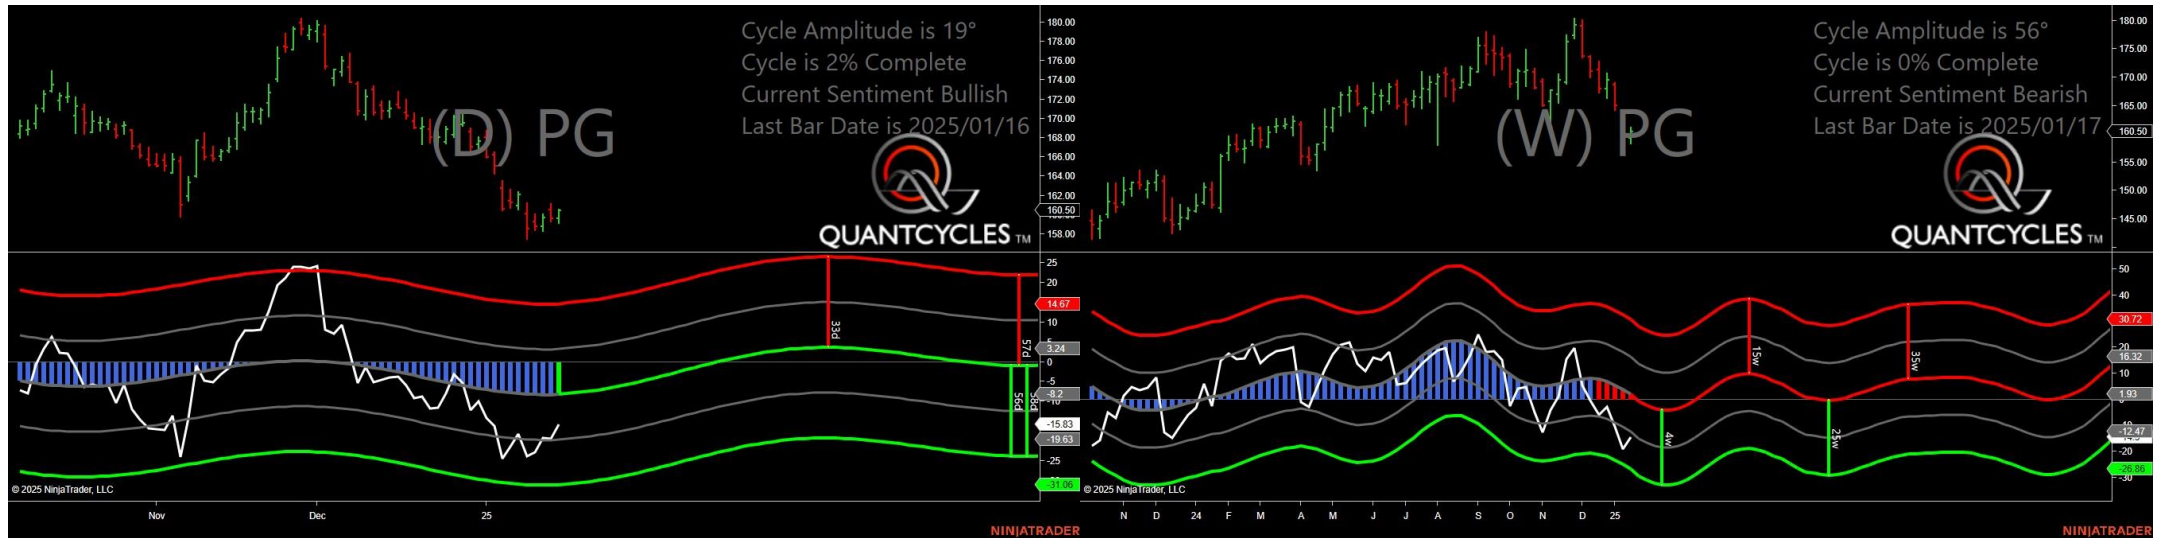 Cycle Amplitude is 19°
Cycle is 2% Complete
Current Sentiment Bullish
Last Bar Date is 2025/01/16
(D) PG
QUANTCYCLES TM
180.00
178.00
176.00
174.00
172.00
170.00
168.00
166.00
164.00
162.00
160.50
158.00
25
20
14.67
10
5
3.24
0
-5
-8.2
-10
-15.83
-19.63
-25
-31.06
33d
57d
56d
58d
© 2025 NinjaTrader, LLC
Nov
Dec
25
NINJATRADER
Cycle Amplitude is 56°
Cycle is 0% Complete
Current Sentiment Bearish
Last Bar Date is 2025/01/17
(W) PG
QUANTCYCLES TM
180.00
175.00
170.00
165.00
160.50
155.00
150.00
145.00
50
40
30.72
20
16.32
10
1.93
-12.47
-20
-26.86
-30
4w
15w
25w
35w
© 2025 NinjaTrader, LLC
N D 24 F M A M J J A S O N D 25
NINJATRADER